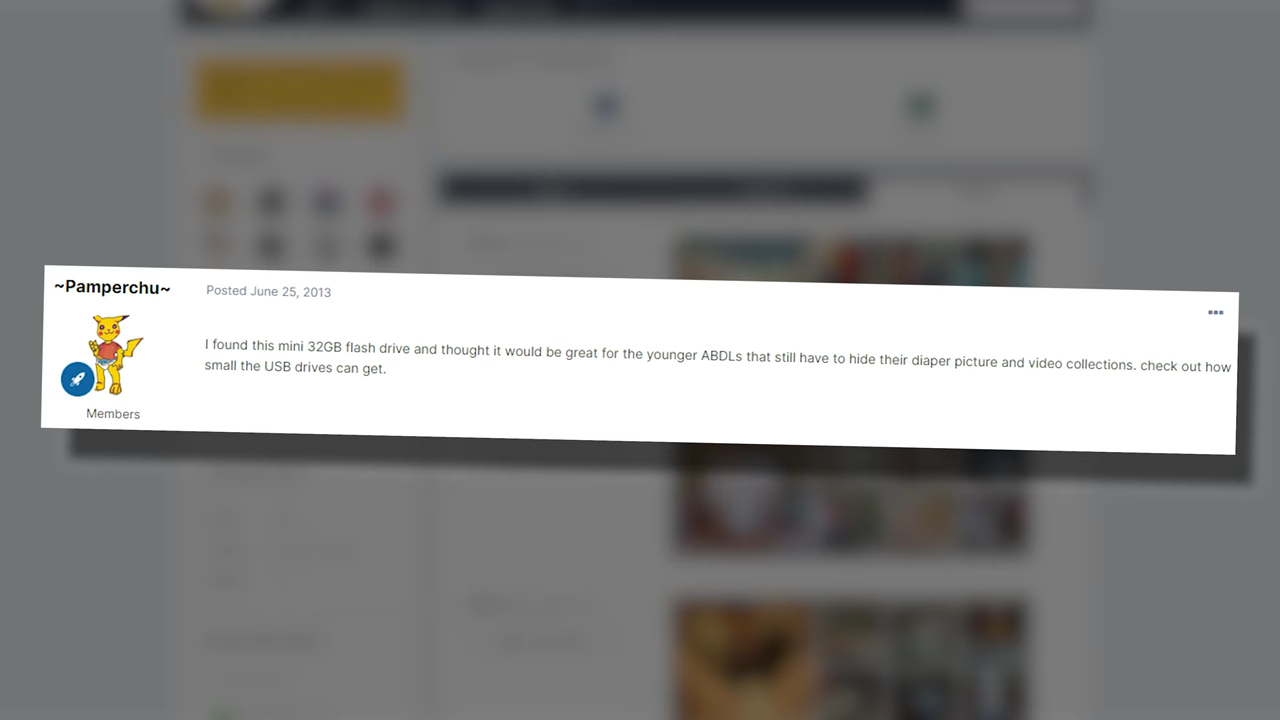 ~Pamperchu~
Posted June 25, 2013
I found this mini 32GB flash drive and thought it would be great for the younger ABDLs that still have to hide their diaper picture and video collections. check out how
small the USB drives can get.
Members